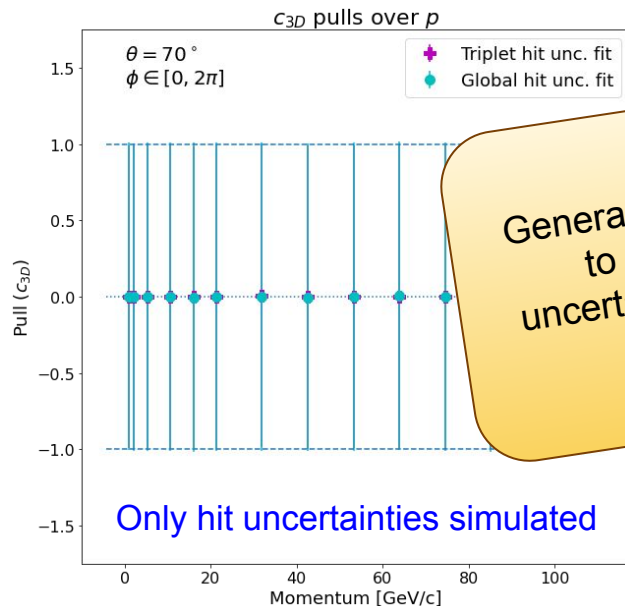 c3D pulls over p
θ = 70°
ϕ ∈ [0, 2π]
Triplet hit unc. fit
Global hit unc. fit
1.5
1.0
0.5
0.0
−0.5
−1.0
−1.5
Pull (c3D)
Genera
to
uncert
Only hit uncertainties simulated
0 20 40 60 80 100
Momentum [GeV/c]